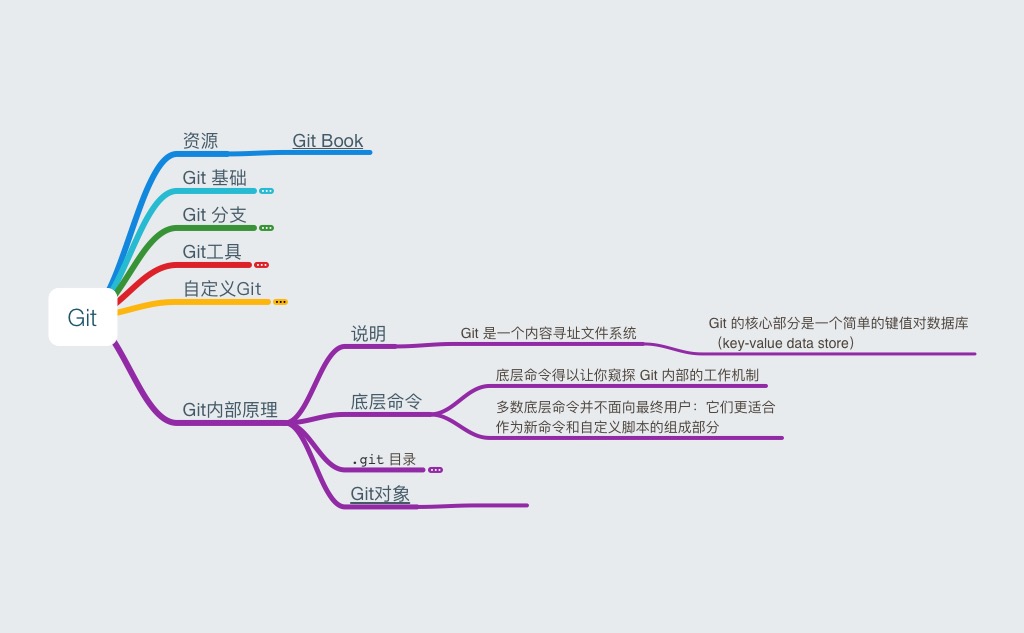 Git
资源
Git Book
Git 基础
Git 分支
Git工具
自定义Git
Git内部原理
说明
Git 是一个内容寻址文件系统
Git 的核心部分是一个简单的键值对数据库
（key-value data store）
底层命令
底层命令得以让你窥探 Git 内部的工作机制
多数底层命令并不面向最终用户：它们更适合
作为新命令和自定义脚本的组成部分
.git 目录
Git对象